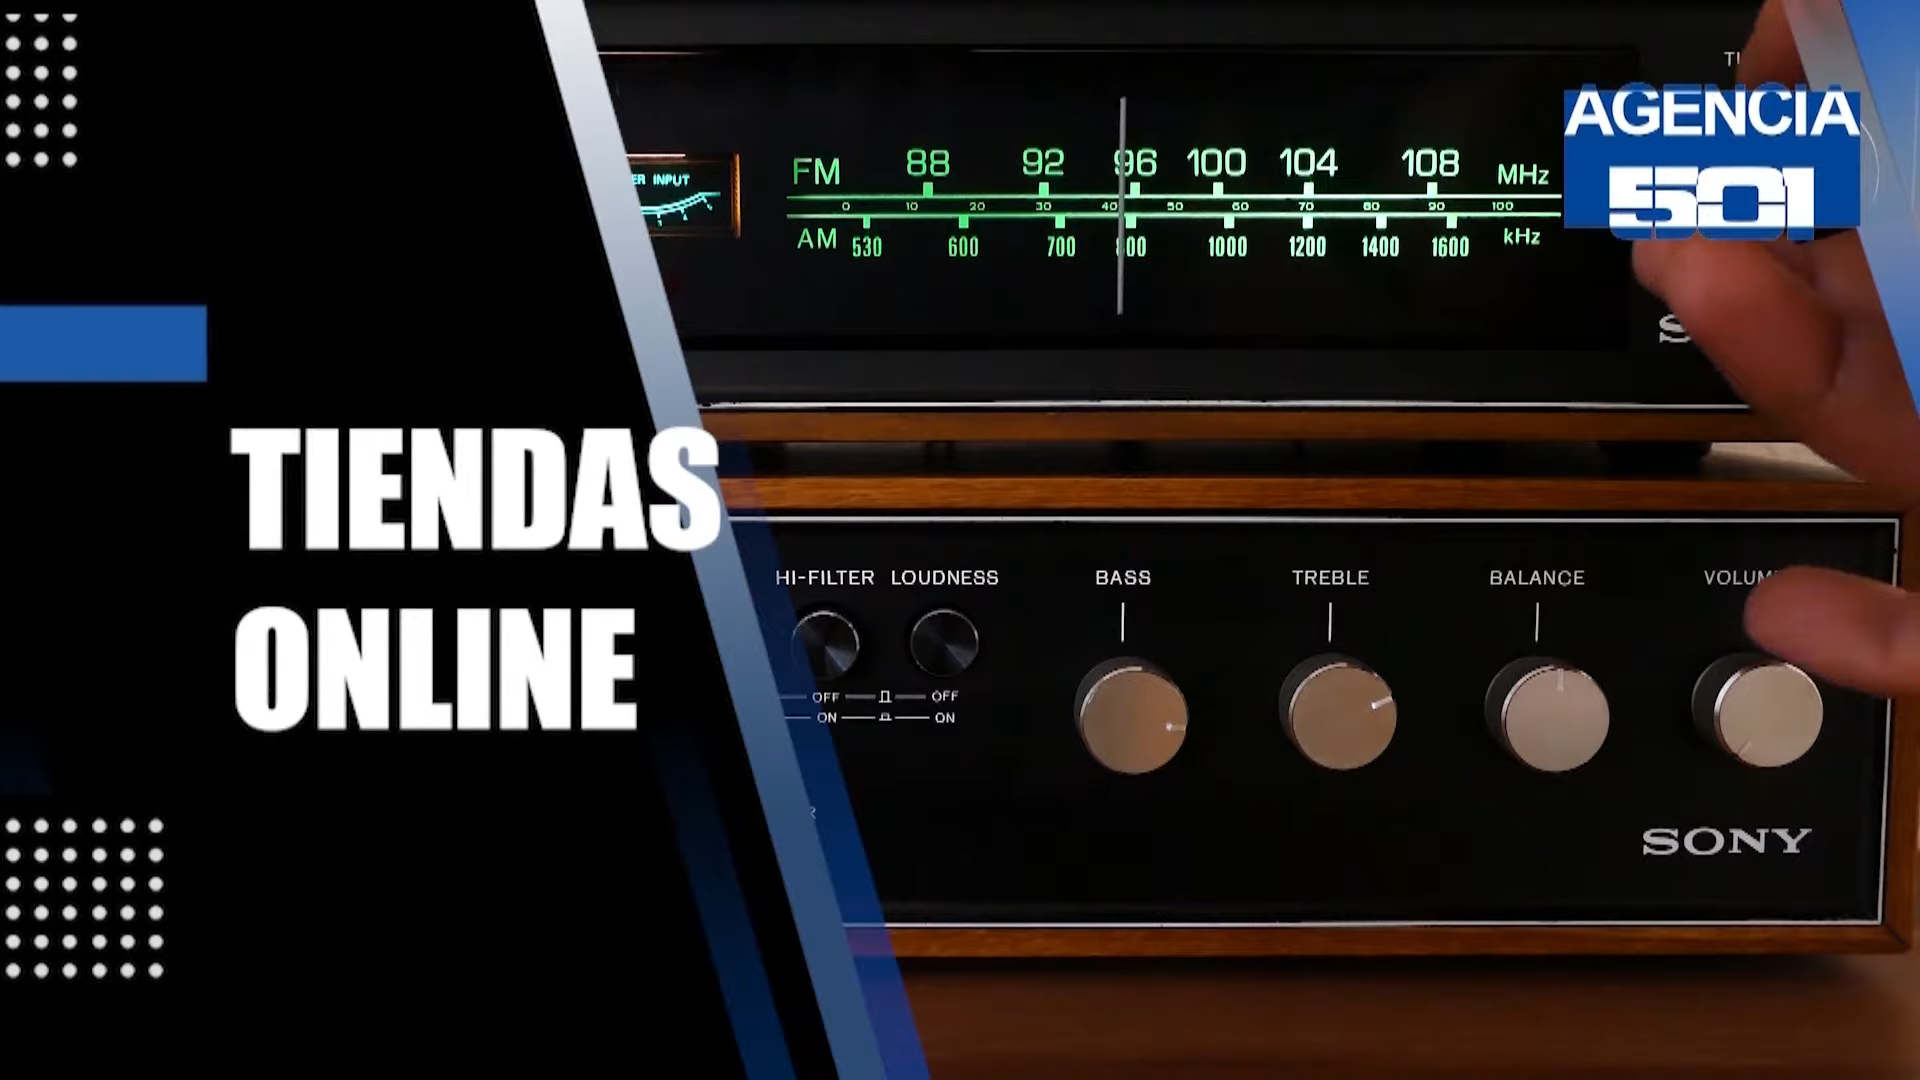 AGENCIA
501
INPUT
FM 88 92 96 100 104 108 MHz
0 10 20 30 40 50 60 70 80 90 100
AM 530 600 700 800 1000 1200 1400 1600 kHz
TIENDAS
ONLINE
HI-FILTER LOUDNESS BASS TREBLE BALANCE VOLUM
OFF OFF
ON ON
SONY